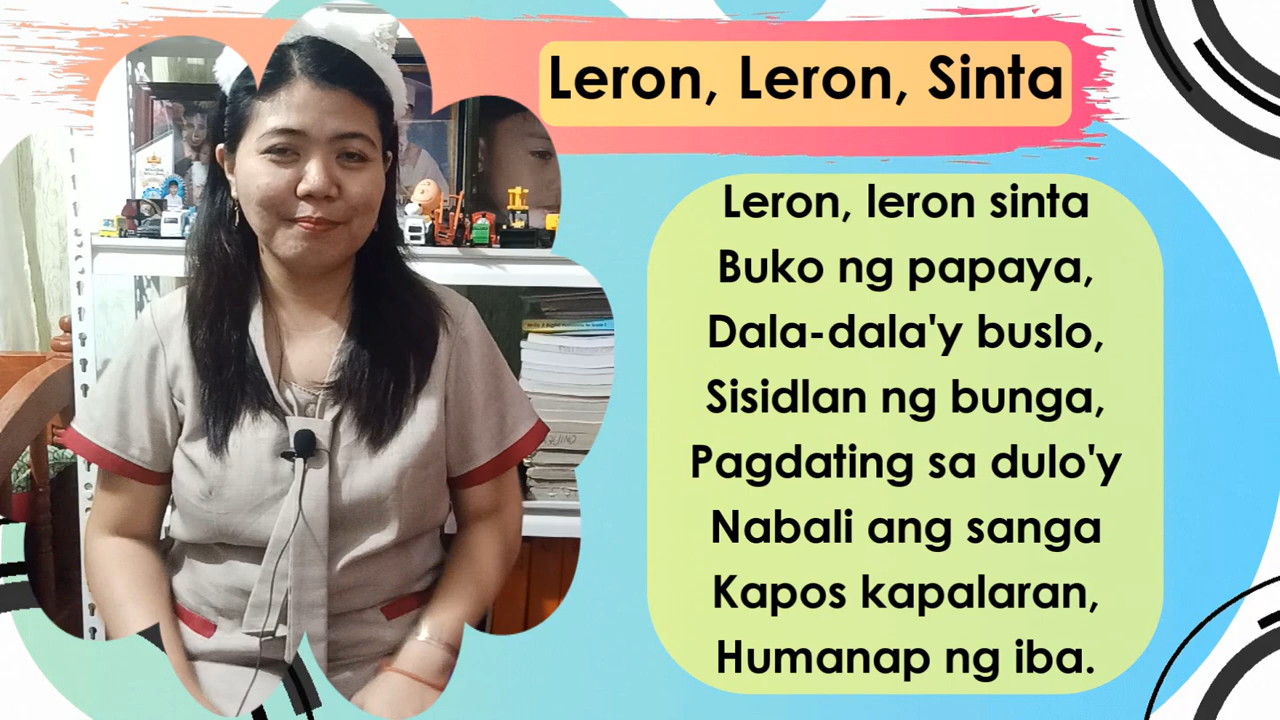 Leron, Leron, Sinta
Leron, leron sinta
Buko ng papaya,
Dala-dala'y buslo,
Sisidlan ng bunga,
Pagdating sa dulo'y
Nabali ang sanga
Kapos kapalaran,
Humanap ng iba.